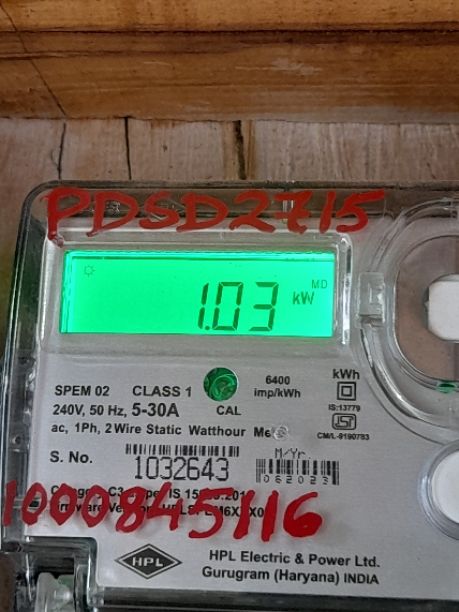 PDSD2715
MD
1.03 kW
SPEM 02 CLASS 1
6400 imp/kWh
kWh
240V, 50 Hz, 5-30A
CAL
IS:13779
ac, 1Ph, 2 Wire Static Watthour
CM/L-9190783
S. No.
1032643
M/Yr.
062023
1000845116
HPL
HPL Electric & Power Ltd.
Gurugram (Haryana) INDIA